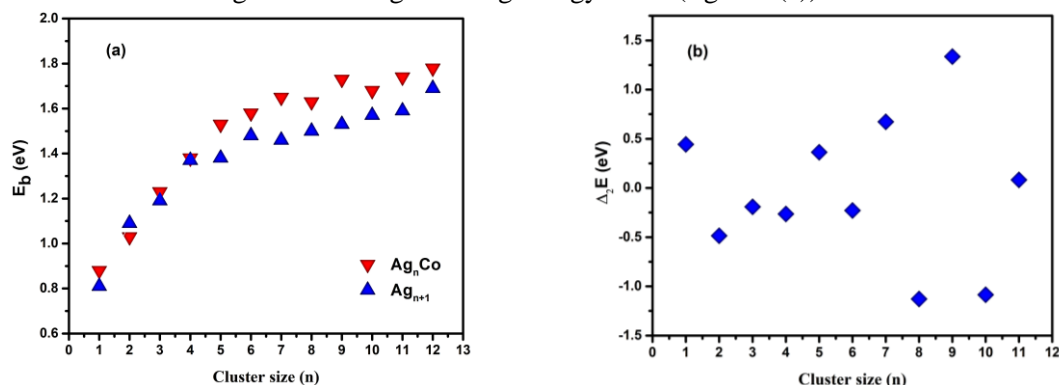 (a)
2.0
1.8
1.6
1.4
1.2
1.0
0.8
0.6
E_b (eV)
Ag_nCo
Ag_n+1
0 1 2 3 4 5 6 7 8 9 10 11 12 13
Cluster size (n)
(b)
1.5
1.0
0.5
0.0
-0.5
-1.0
-1.5
Δ_2E (eV)
0 1 2 3 4 5 6 7 8 9 10 11 12
Cluster size (n)